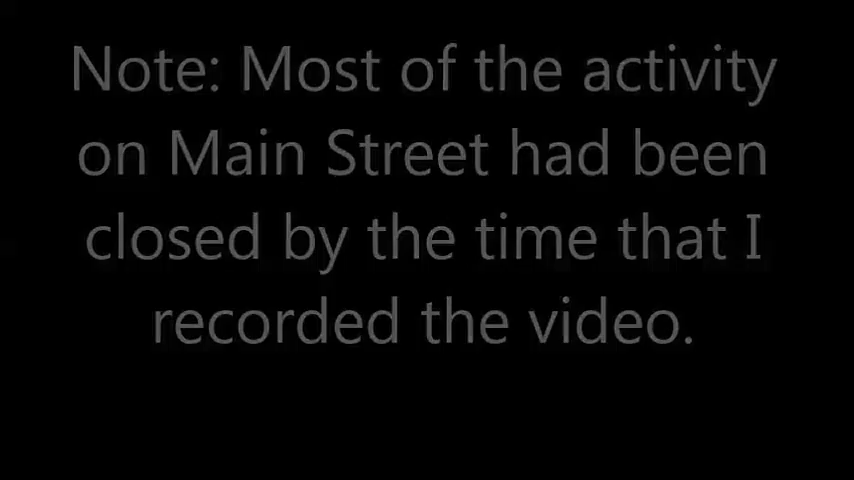 Note: Most of the activity
on Main Street had been
closed by the time that I
recorded the video.